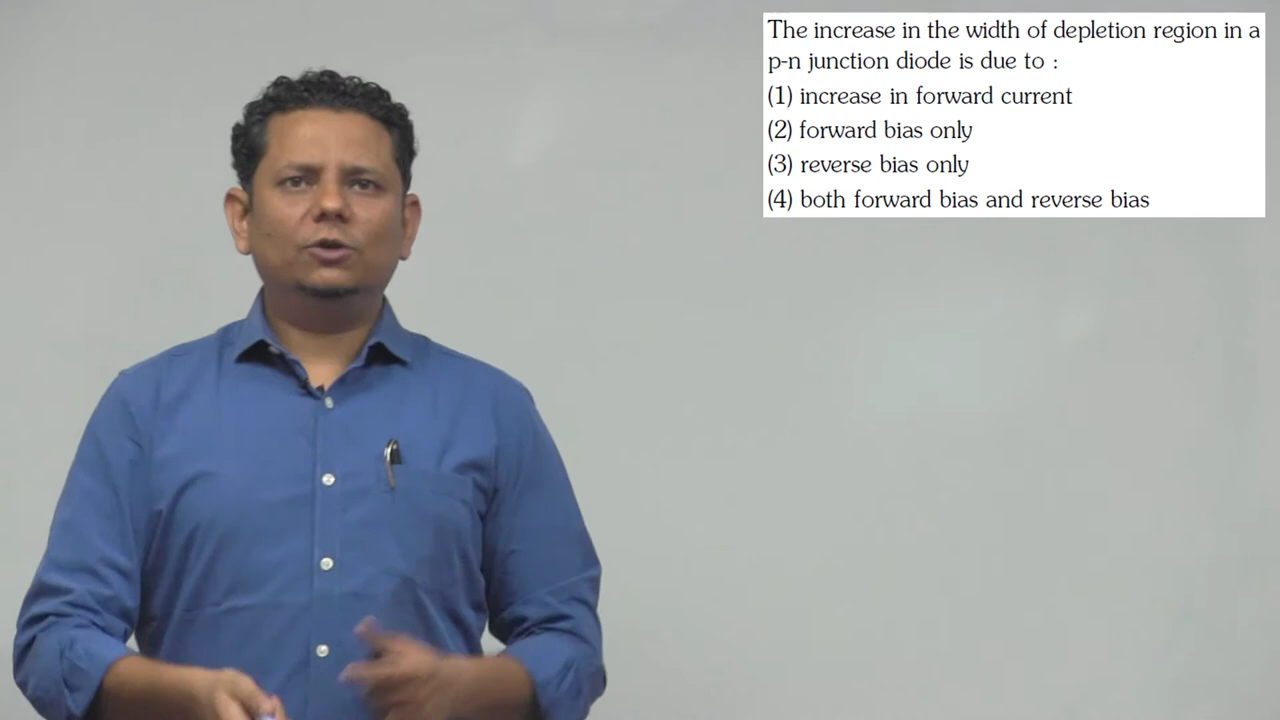 The increase in the width of depletion region in a
p-n junction diode is due to :
(1) increase in forward current
(2) forward bias only
(3) reverse bias only
(4) both forward bias and reverse bias